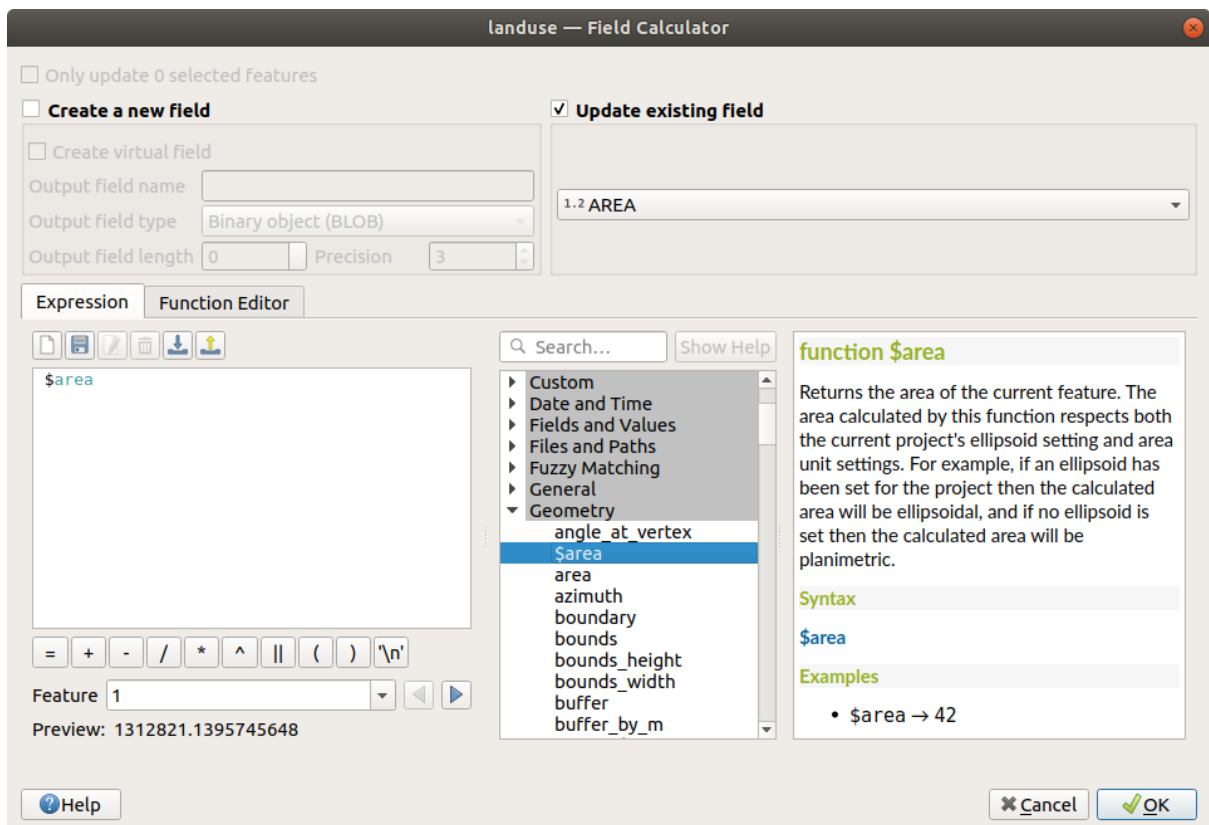 landuse — Field Calculator
Only update 0 selected features
Create a new field
Update existing field
Create virtual field
Output field name
Output field type Binary object (BLOB)
Output field length 0 Precision 3
1.2 AREA
Expression Function Editor
$area
= + - / * ^ || ( ) '\n'
Feature 1
Preview: 1312821.1395745648
Search... Show Help
Custom
Date and Time
Fields and Values
Files and Paths
Fuzzy Matching
General
Geometry
angle_at_vertex
$area
area
azimuth
boundary
bounds
bounds_height
bounds_width
buffer
buffer_by_m
function $area
Returns the area of the current feature. The
area calculated by this function respects both
the current project's ellipsoid setting and area
unit settings. For example, if an ellipsoid has
been set for the project then the calculated
area will be ellipsoidal, and if no ellipsoid is
set then the calculated area will be
planimetric.
Syntax
$area
Examples
• $area → 42
Help
Cancel
OK